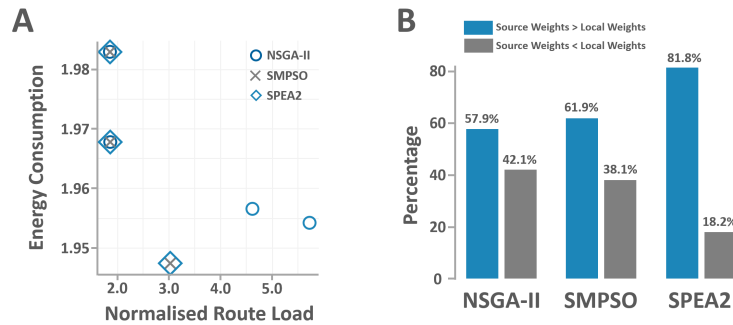 A
Energy Consumption
1.98
1.97
1.96
1.95
NSGA-II
SMPSO
SPEA2
2.0 3.0 4.0 5.0
Normalised Route Load
B
Source Weights > Local Weights
Source Weights < Local Weights
Percentage
80
60
40
20
0
57.9%
42.1%
61.9%
38.1%
81.8%
18.2%
NSGA-II SMPSO SPEA2